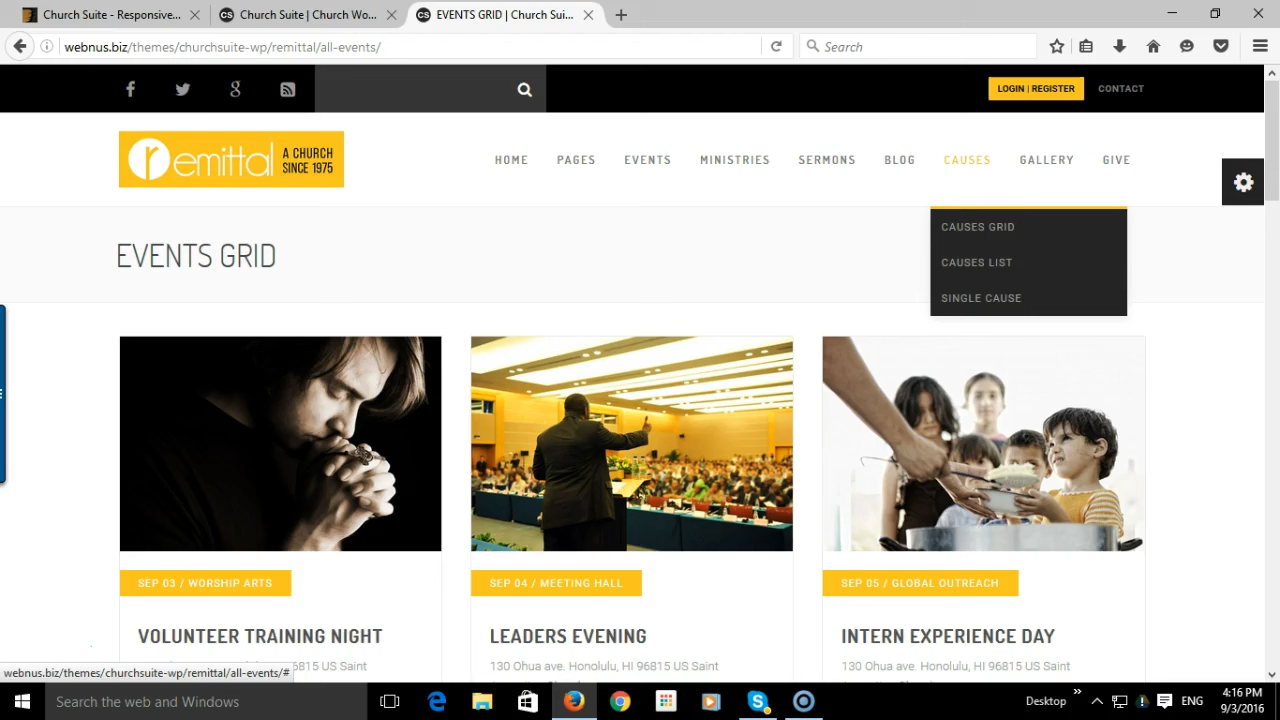 Source - Responsive...
CS Church Suite - Church Wo...
CS EVENTS GRID | Church Sui...
webnus.biz/themes/churchsuite-wp/remittal/all-events/
Search
LOGIN | REGISTER
CONTACT
remittal
A CHURCH
SINCE 1975
HOME PAGES EVENTS MINISTRIES SERMONS BLOG CAUSES GALLERY GIVE
CAUSES GRID
CAUSES LIST
SINGLE CAUSE
EVENTS GRID
SEP 03 / WORSHIP ARTS
VOLUNTEER TRAINING NIGHT
6815 US Saint
SEP 04 / MEETING HALL
LEADERS EVENING
130 Ohua ave. Honolulu, HI 96815 US Saint
SEP 05 / GLOBAL OUTREACH
INTERN EXPERIENCE DAY
130 Ohua ave. Honolulu, HI 96815 US Saint
webnus.biz/themes/churchsuite-wp/remittal/all-events/#
Search the web and Windows
Desktop
ENG
4:16 PM
9/3/2016